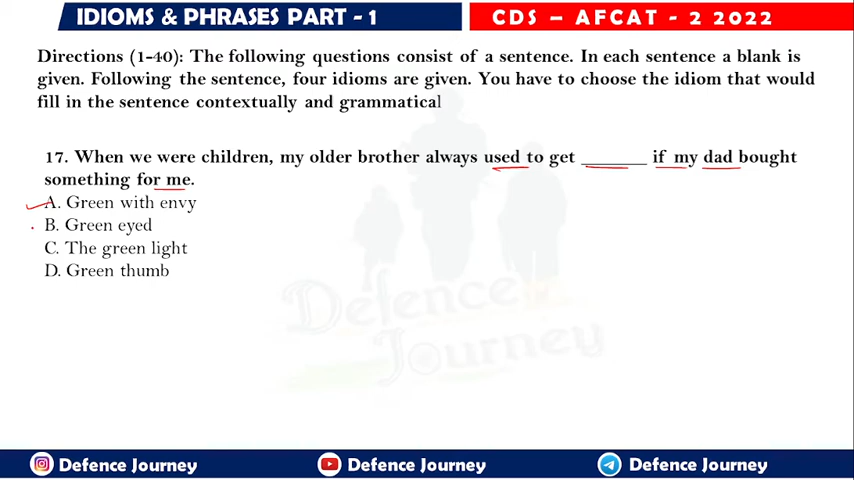 IDIOMS & PHRASES PART - 1
CDS – AFCAT - 2 2022
Directions (1-40): The following questions consist of a sentence. In each sentence a blank is
given. Following the sentence, four idioms are given. You have to choose the idiom that would
fill in the sentence contextually and grammatical
17. When we were children, my older brother always used to get _______ if my dad bought
something for me.
A. Green with envy
B. Green eyed
C. The green light
D. Green thumb
Defence
Journey
Defence Journey
Defence Journey
Defence Journey